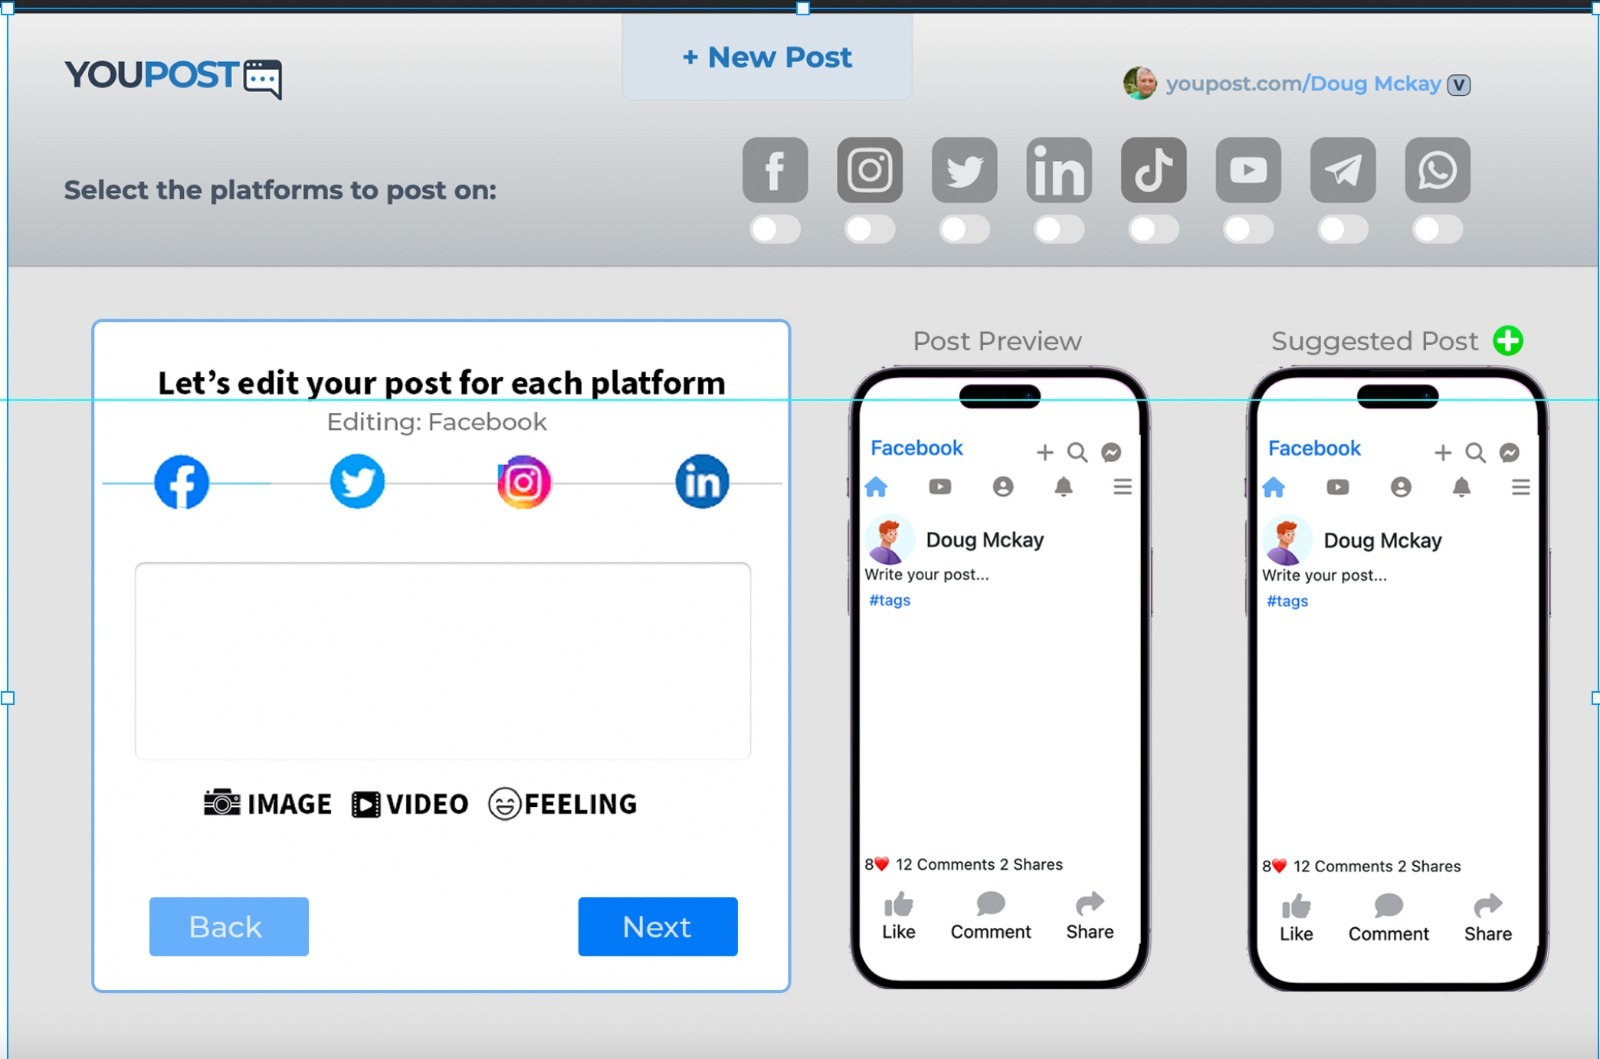 YOUPOST
+ New Post
youpost.com/Doug Mckay V
Select the platforms to post on:
Let’s edit your post for each platform
Editing: Facebook
IMAGE VIDEO FEELING
Back Next
Post Preview
Facebook
Doug Mckay
Write your post...
#tags
8❤️ 12 Comments 2 Shares
Like Comment Share
Suggested Post
Facebook
Doug Mckay
Write your post...
#tags
8❤️ 12 Comments 2 Shares
Like Comment Share